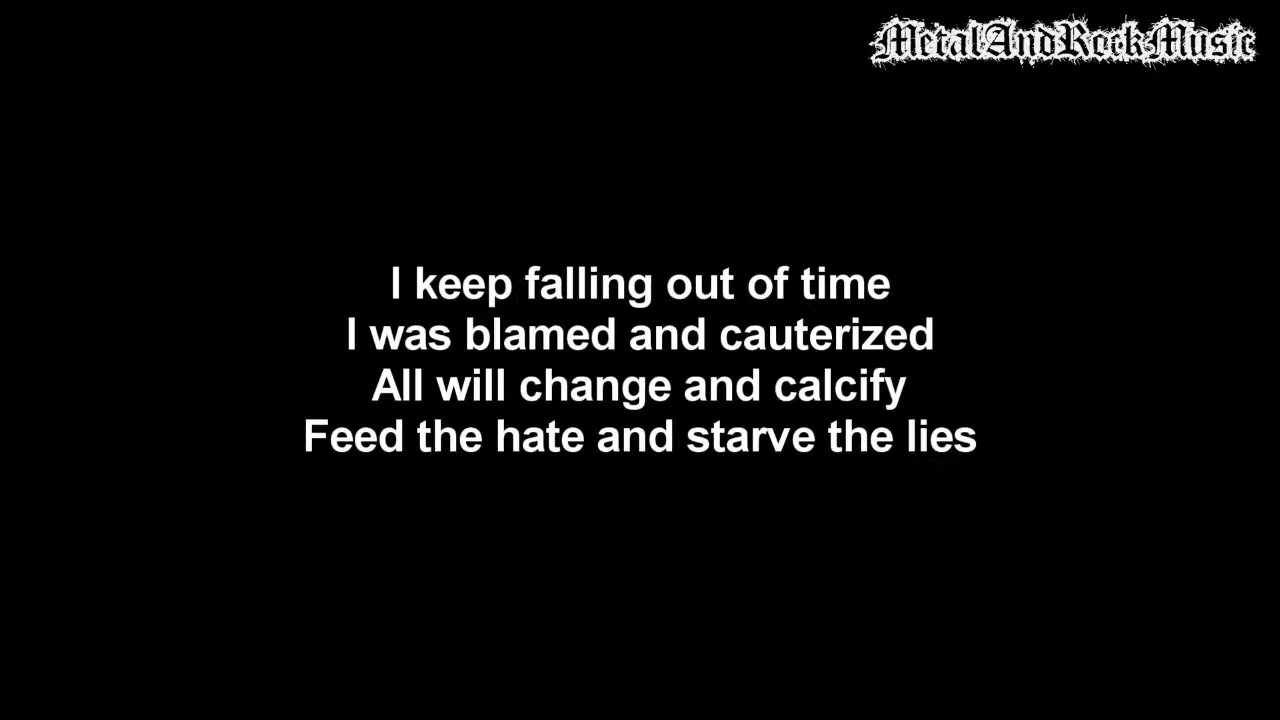 MetalAndRockMusic
I keep falling out of time
I was blamed and cauterized
All will change and calcify
Feed the hate and starve the lies